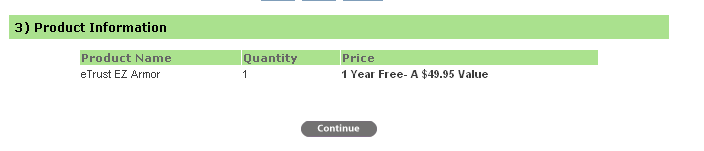 3) Product Information
Product Name Quantity Price
eTrust EZ Armor 1 1 Year Free- A $49.95 Value
Continue